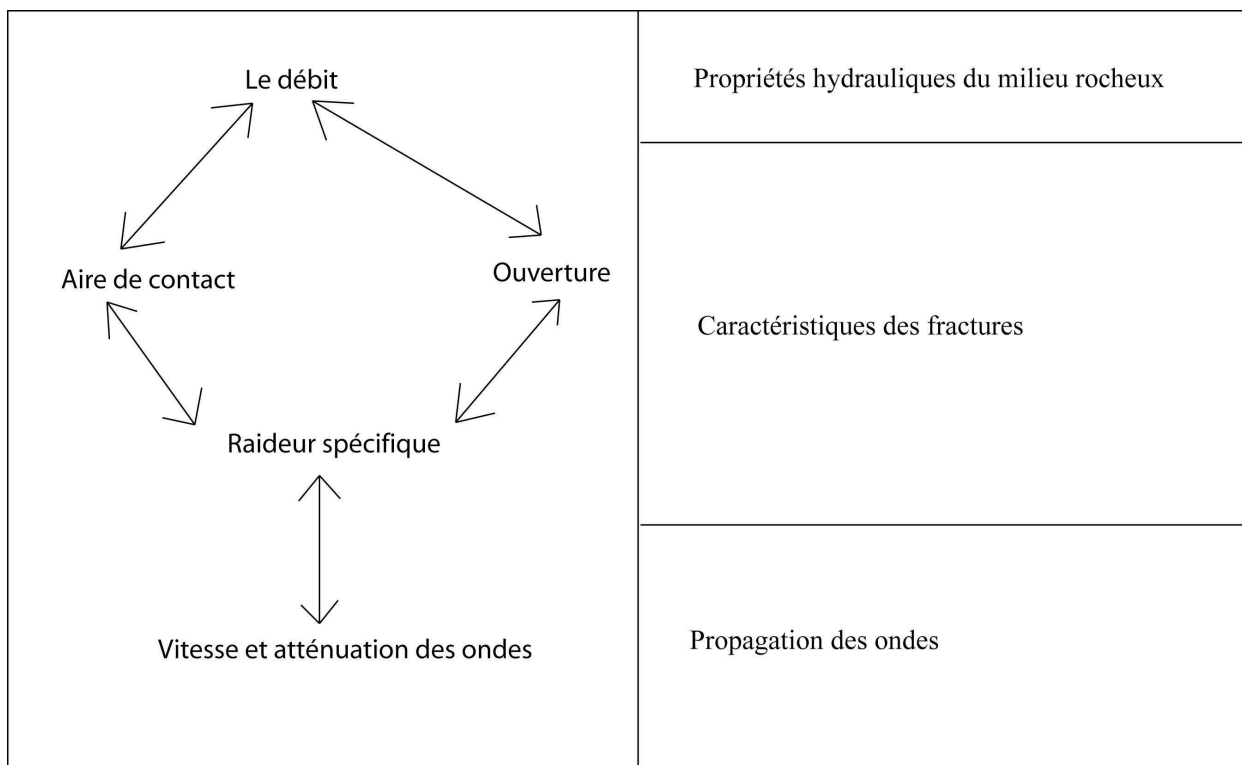 Le débit
Propriétés hydrauliques du milieu rocheux
Aire de contact
Ouverture
Caractéristiques des fractures
Raideur spécifique
Vitesse et atténuation des ondes
Propagation des ondes